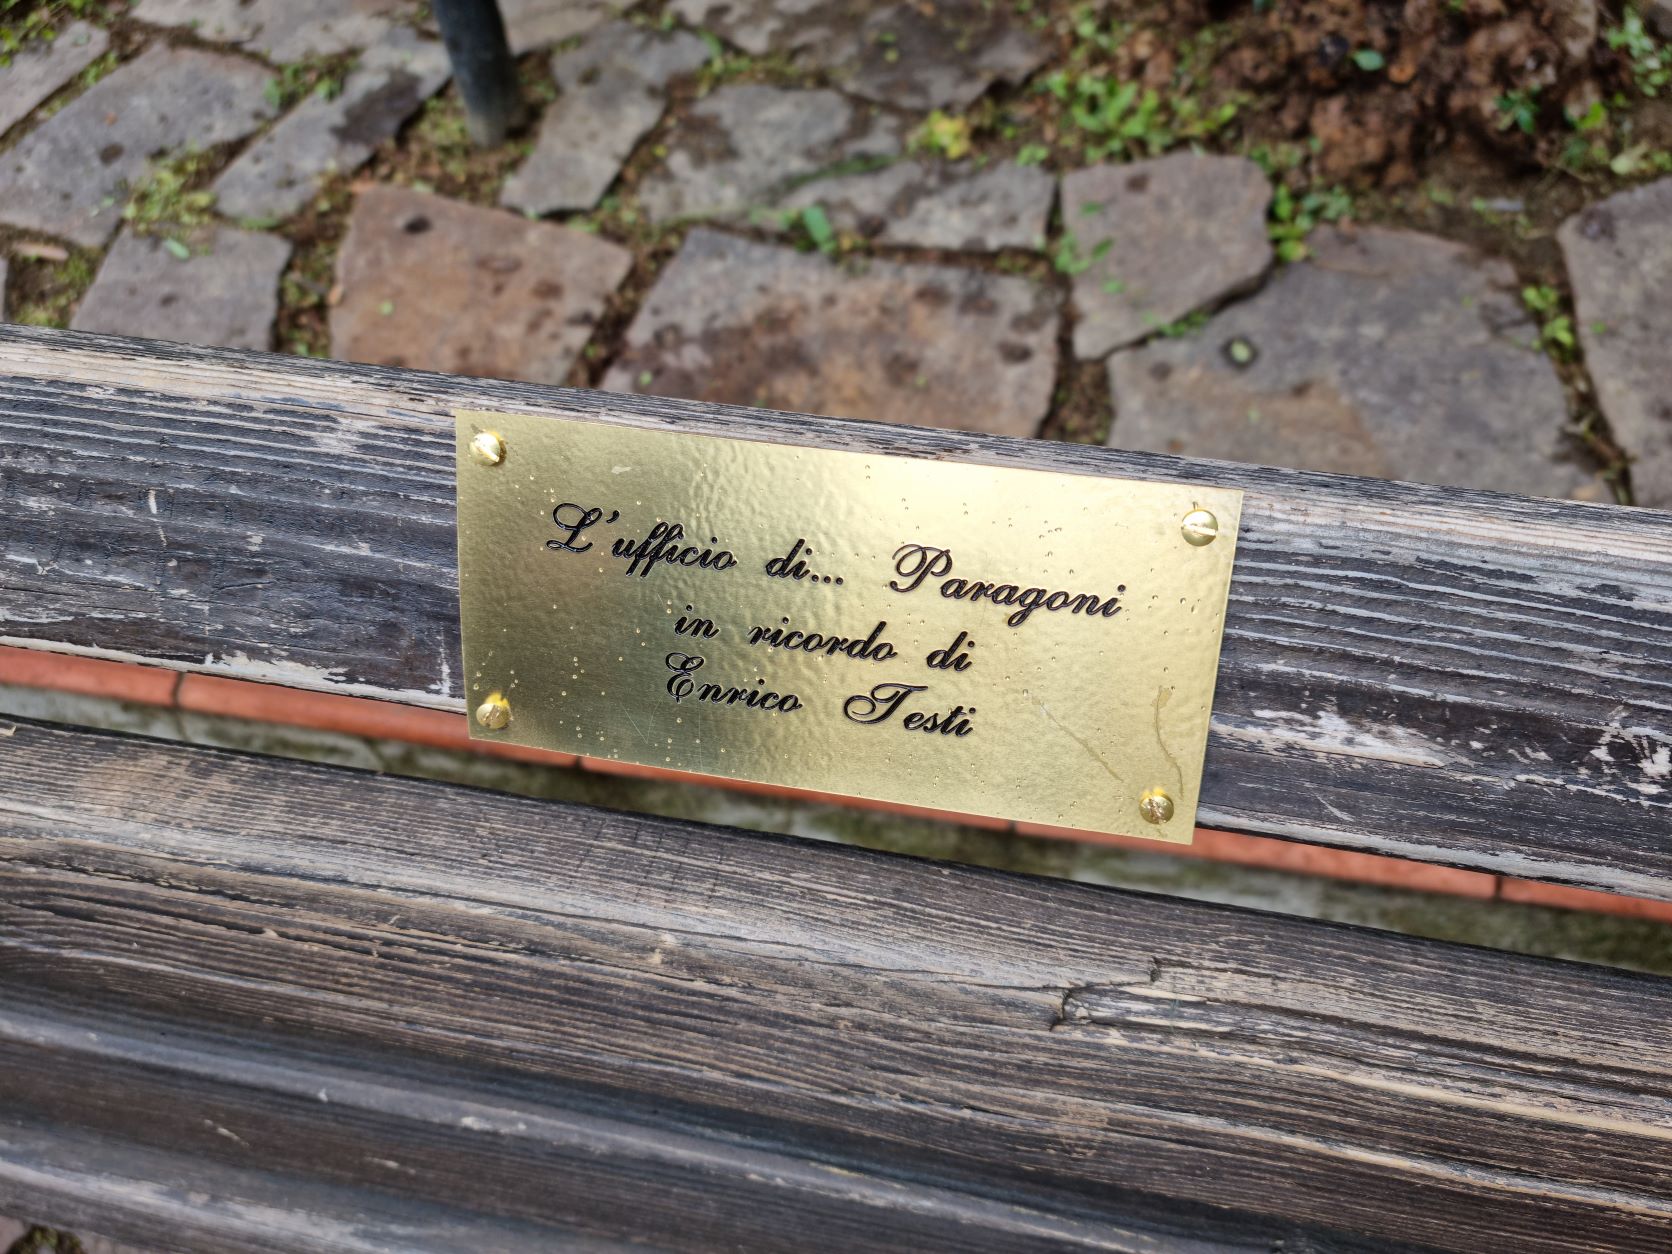 L'ufficio di... Paragoni
in ricordo di
Enrico Testi